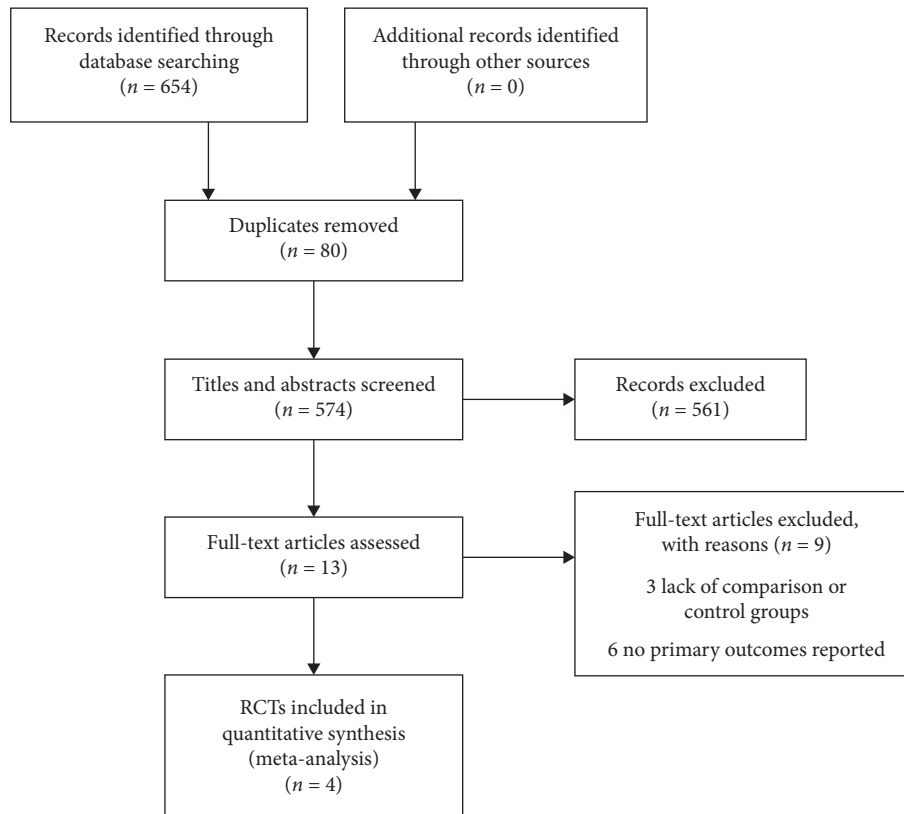 Records identified through
database searching
(n = 654)
Additional records identified
through other sources
(n = 0)
Duplicates removed
(n = 80)
Titles and abstracts screened
(n = 574)
Records excluded
(n = 561)
Full-text articles assessed
(n = 13)
Full-text articles excluded,
with reasons (n = 9)
3 lack of comparison or
control groups
6 no primary outcomes reported
RCTs included in
quantitative synthesis
(meta-analysis)
(n = 4)